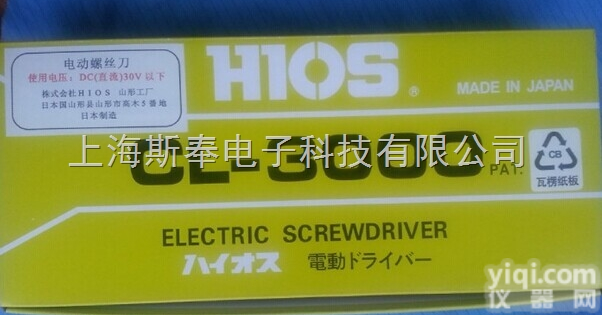 电动螺丝刀
使用电压：DC(直流)30V 以下
株式会社HIOS 山形工厂
日本国山形县山形市高木5番地
日本制造
HIOS ®
MADE IN JAPAN
上海斯奉电子科技有限公司
CL-3000
PAT.
CB
瓦楞纸板
ELECTRIC SCREWDRIVER
ハイオス 電動ドライバー
yiqi.com
仪器网